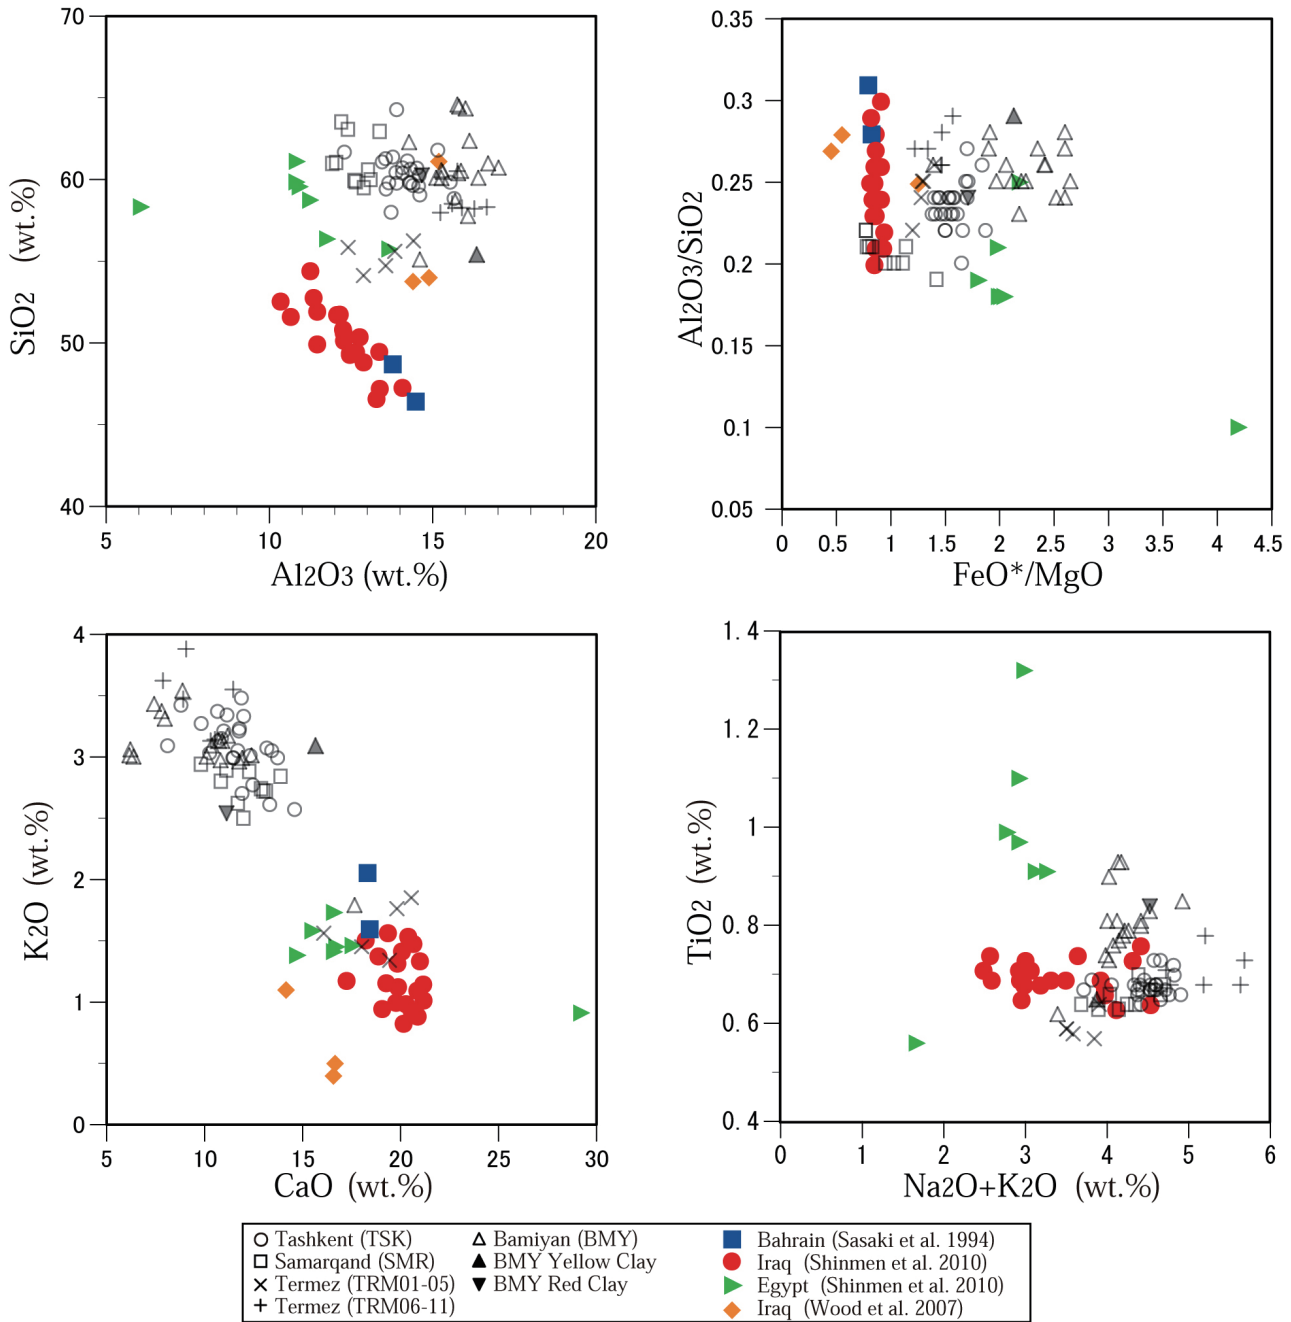 70
60
50
40
SiO2 (wt.%)
5 10 15 20
Al2O3 (wt.%)
0.35
0.3
0.25
0.2
0.15
0.1
0.05
Al2O3/SiO2
0 0.5 1 1.5 2 2.5 3 3.5 4 4.5
FeO*/MgO
4
3
2
1
0
K2O (wt.%)
5 10 15 20 25 30
CaO (wt.%)
1.4
1.2
1
0.8
0.6
0.4
TiO2 (wt.%)
0 1 2 3 4 5 6
Na2O+K2O (wt.%)
Tashkent (TSK)
Samarqand (SMR)
Termez (TRM01-05)
Termez (TRM06-11)
Bamiyan (BMY)
BMY Yellow Clay
BMY Red Clay
Bahrain (Sasaki et al. 1994)
Iraq (Shinmen et al. 2010)
Egypt (Shinmen et al. 2010)
Iraq (Wood et al. 2007)